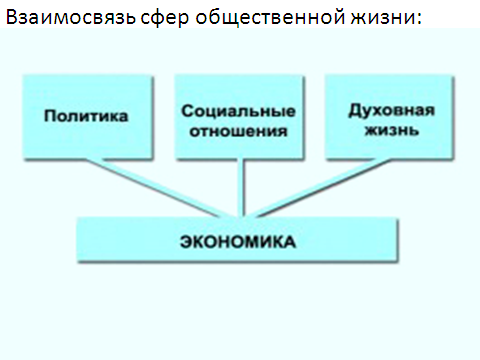 Взаимосвязь сфер общественной жизни:
Политика
Социальные
отношения
Духовная
жизнь
ЭКОНОМИКА